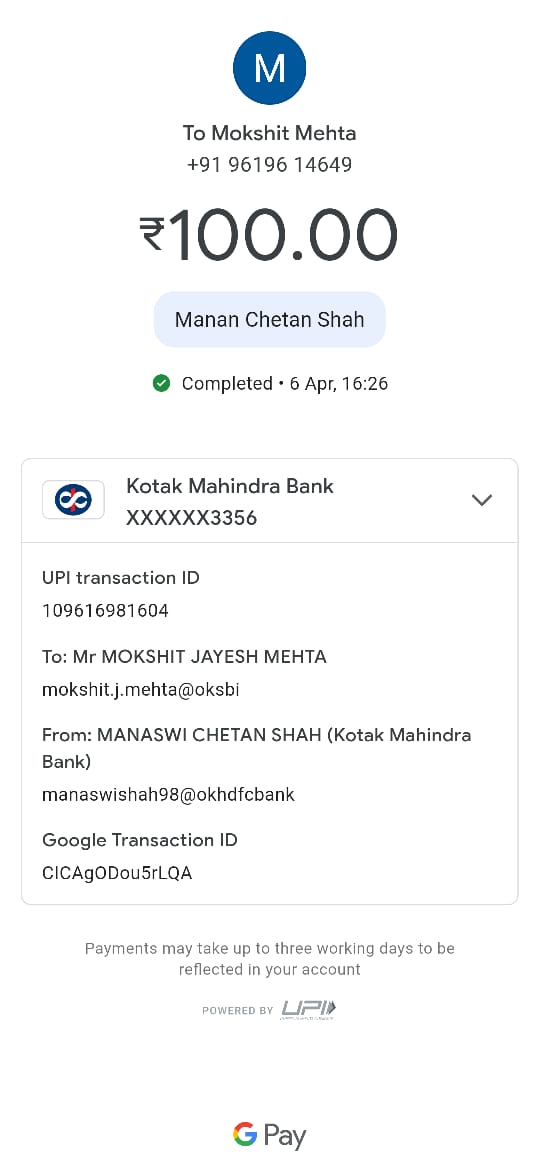 M
To Mokshit Mehta
+91 96196 14649
₹100.00
Manan Chetan Shah
Completed • 6 Apr, 16:26
Kotak Mahindra Bank
XXXXXX3356
UPI transaction ID
109616981604
To: Mr MOKSHIT JAYESH MEHTA
mokshit.j.mehta@oksbi
From: MANASWI CHETAN SHAH (Kotak Mahindra
Bank)
manaswishah98@okhdfcbank
Google Transaction ID
CICAgODou5rLQA
Payments may take up to three working days to be
reflected in your account
POWERED BY UPI
G Pay